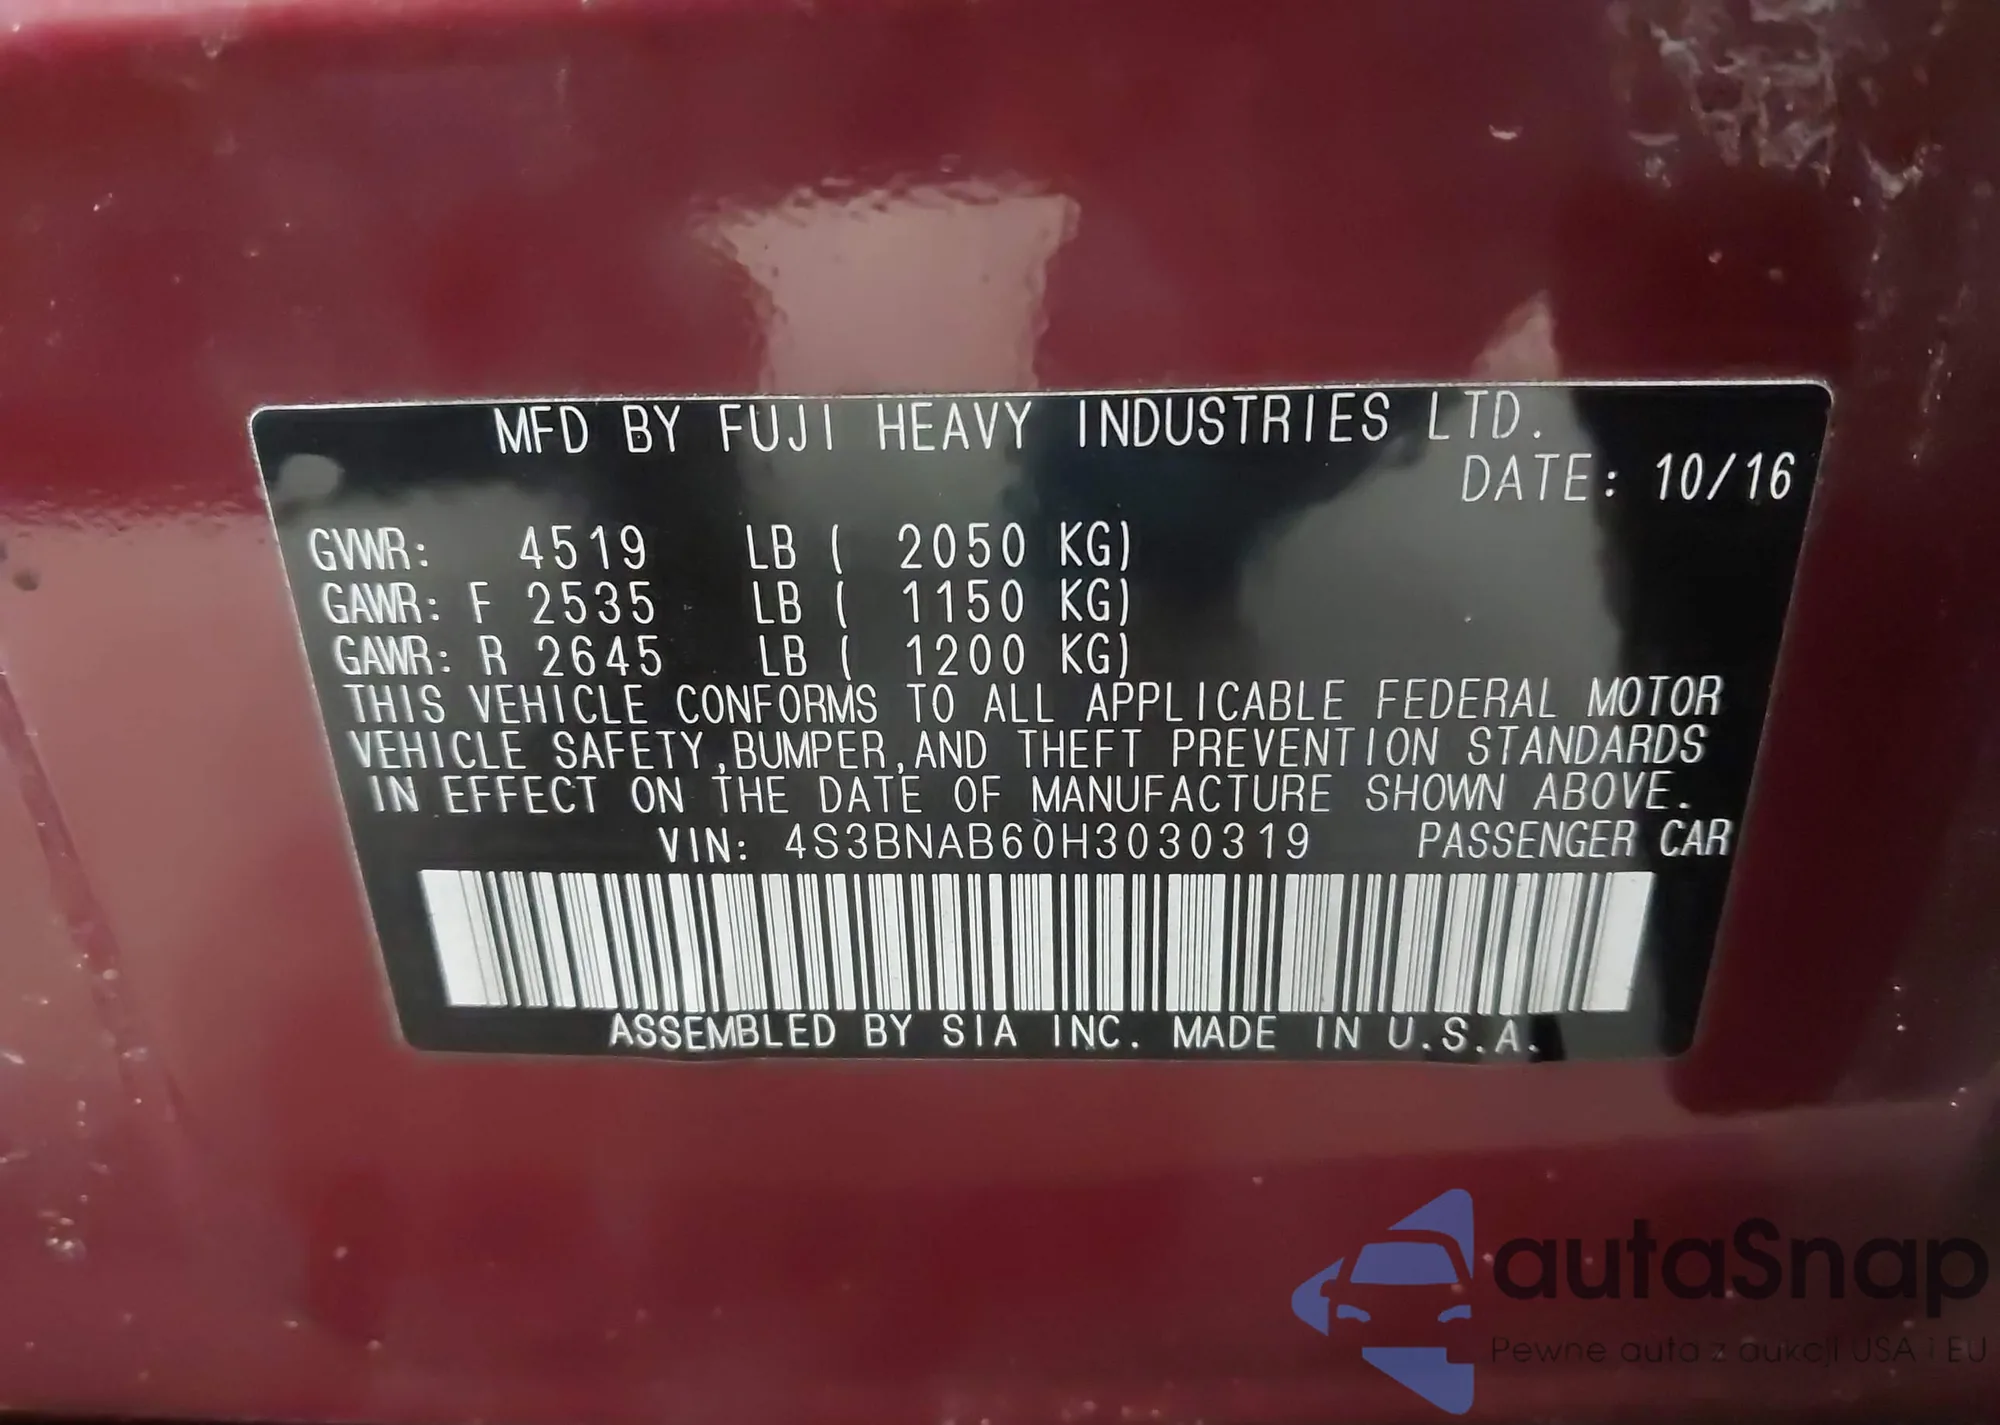 MFD BY FUJI HEAVY INDUSTRIES LTD.
DATE: 10/16
GVWR: 4519 LB ( 2050 KG)
GAWR: F 2535 LB ( 1150 KG)
GAWR: R 2645 LB ( 1200 KG)
THIS VEHICLE CONFORMS TO ALL APPLICABLE FEDERAL MOTOR
VEHICLE SAFETY,BUMPER,AND THEFT PREVENTION STANDARDS
IN EFFECT ON THE DATE OF MANUFACTURE SHOWN ABOVE.
VIN: 4S3BNAB60H3030319 PASSENGER CAR
ASSEMBLED BY SIA INC. MADE IN U.S.A.
autaSnap
Pewne auta z aukcji USA i EU